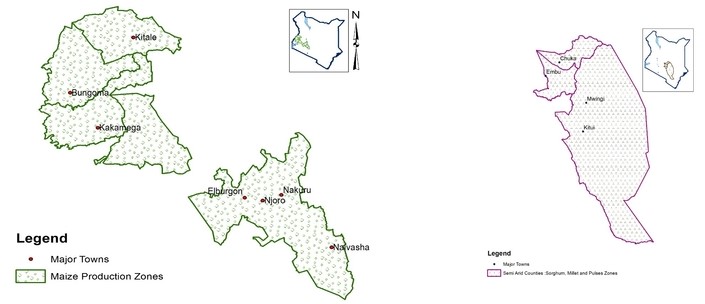 N
Kitale
Bungoma
Kakamega
Elburgon
Nakuru
Njoro
Naivasha
Legend
Major Towns
Maize Production Zones
Chuka
Embu
Mwingi
Kitui
Legend
Major Towns
Semi Arid Counties :Sorghum, Millet and Pulses Zones